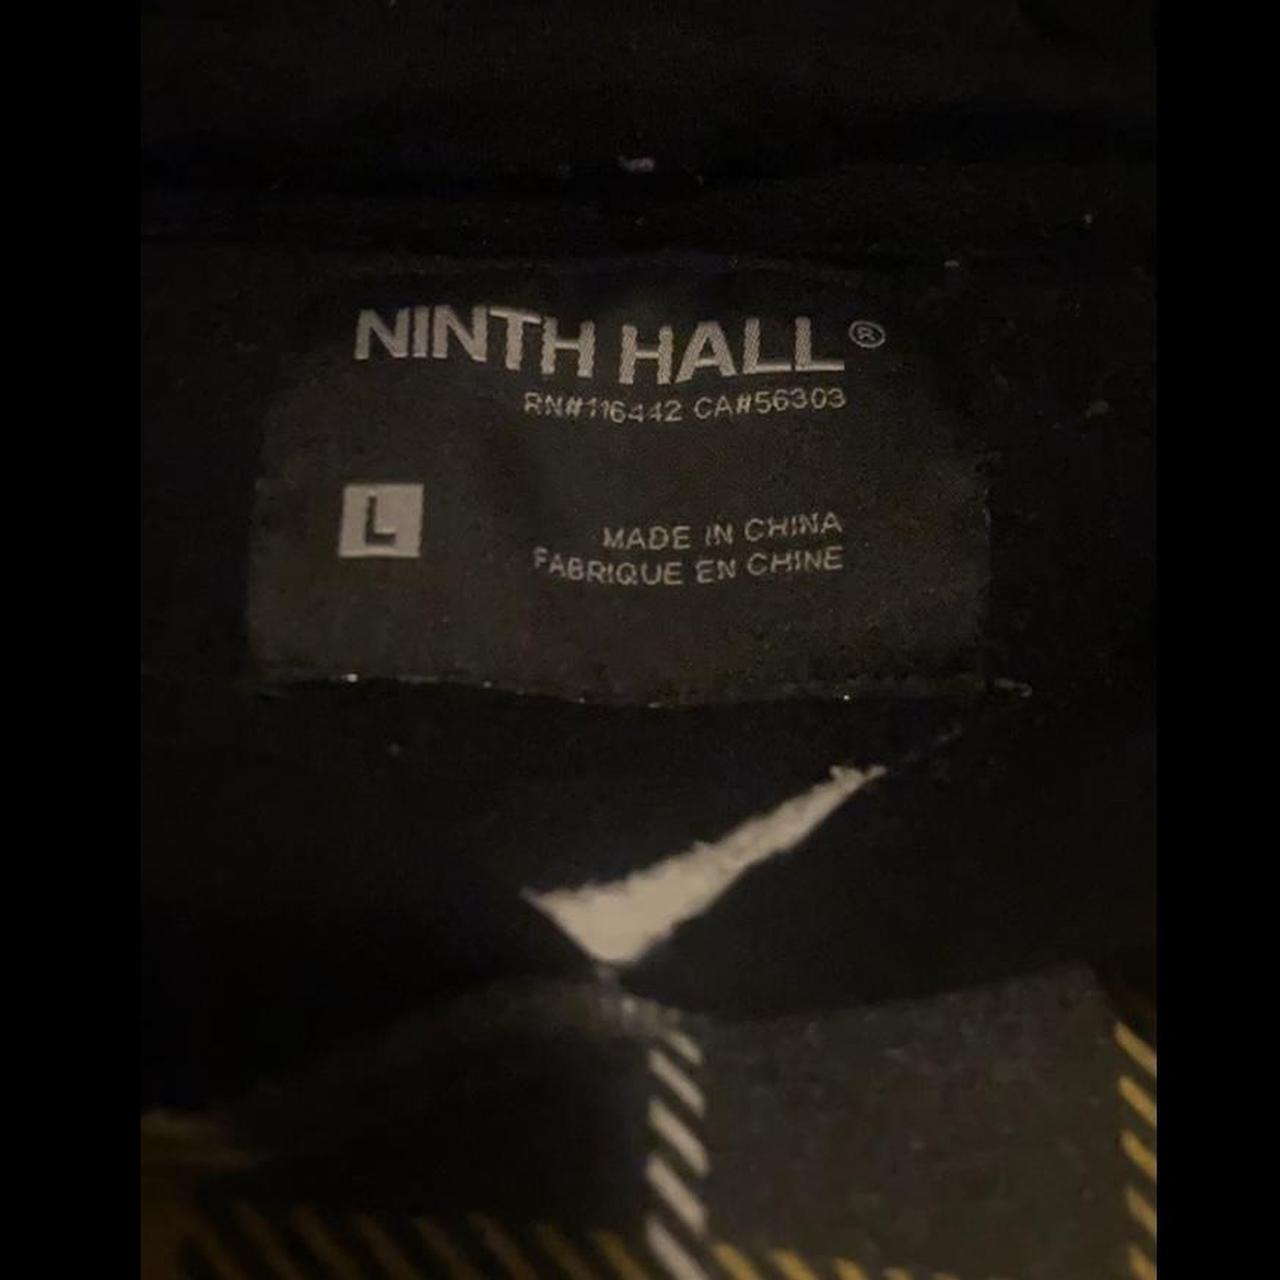 NINTH HALL®
RN#116442 CA#56303
L
MADE IN CHINA
FABRIQUE EN CHINE